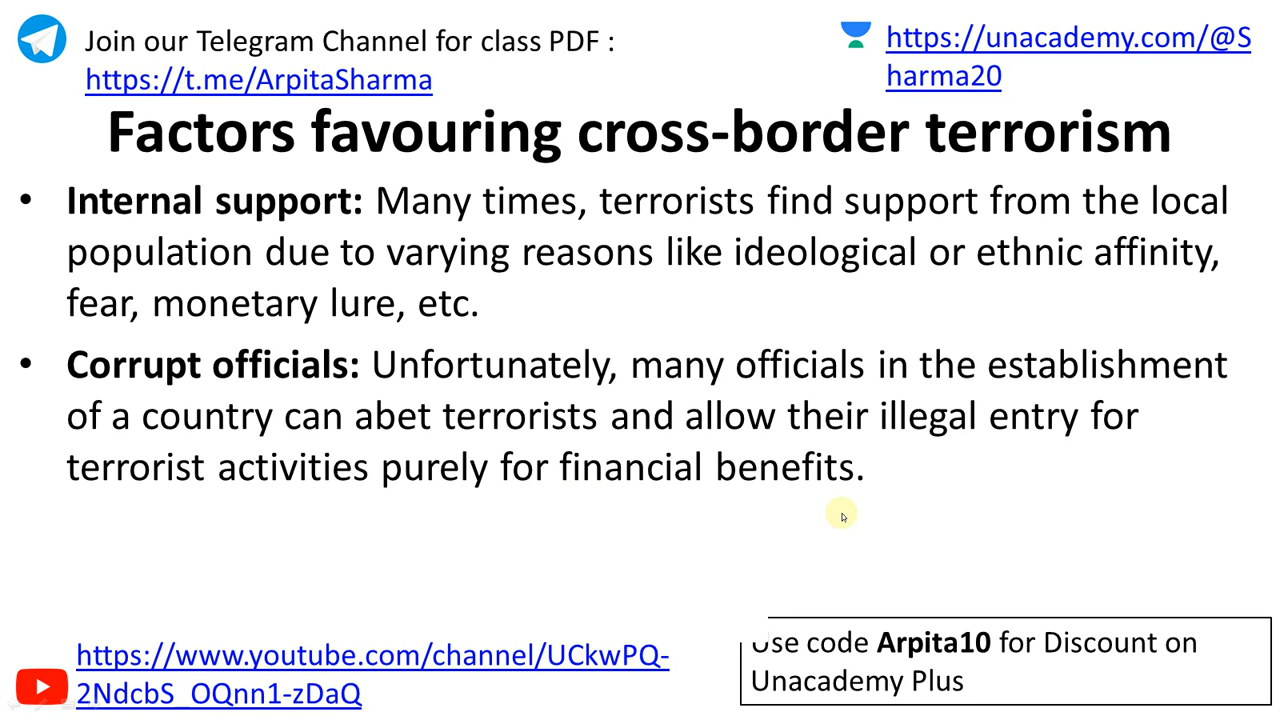 Join our Telegram Channel for class PDF :
https://t.me/ArpitaSharma
https://unacademy.com/@S
harma20
Factors favouring cross-border terrorism
• Internal support: Many times, terrorists find support from the local
population due to varying reasons like ideological or ethnic affinity,
fear, monetary lure, etc.
• Corrupt officials: Unfortunately, many officials in the establishment
of a country can abet terrorists and allow their illegal entry for
terrorist activities purely for financial benefits.
https://www.youtube.com/channel/UCkwPQ-
2NdcbS_OQnn1-zDaQ
Use code Arpita10 for Discount on
Unacademy Plus